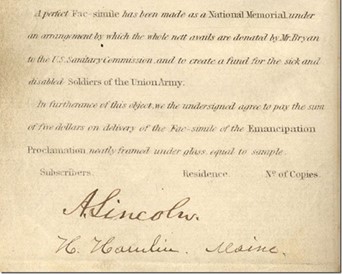 A perfect Fac-simile has been made as a National Memorial, under
an arrangement by which the whole nett avails are donated by Mr. Bryan
to the U.S. Sanitary Commission, and to create a fund for the sick and
disabled Soldiers of the Union Army.
In furtherance of this object, we the undersigned agree to pay the sum
of five dollars on delivery of the Fac-simile of the Emancipation
Proclamation, neatly framed under glass, equal to sample.
Subscribers. Residence. No of Copies.
A. Lincoln.
H. Hamlin. Maine.